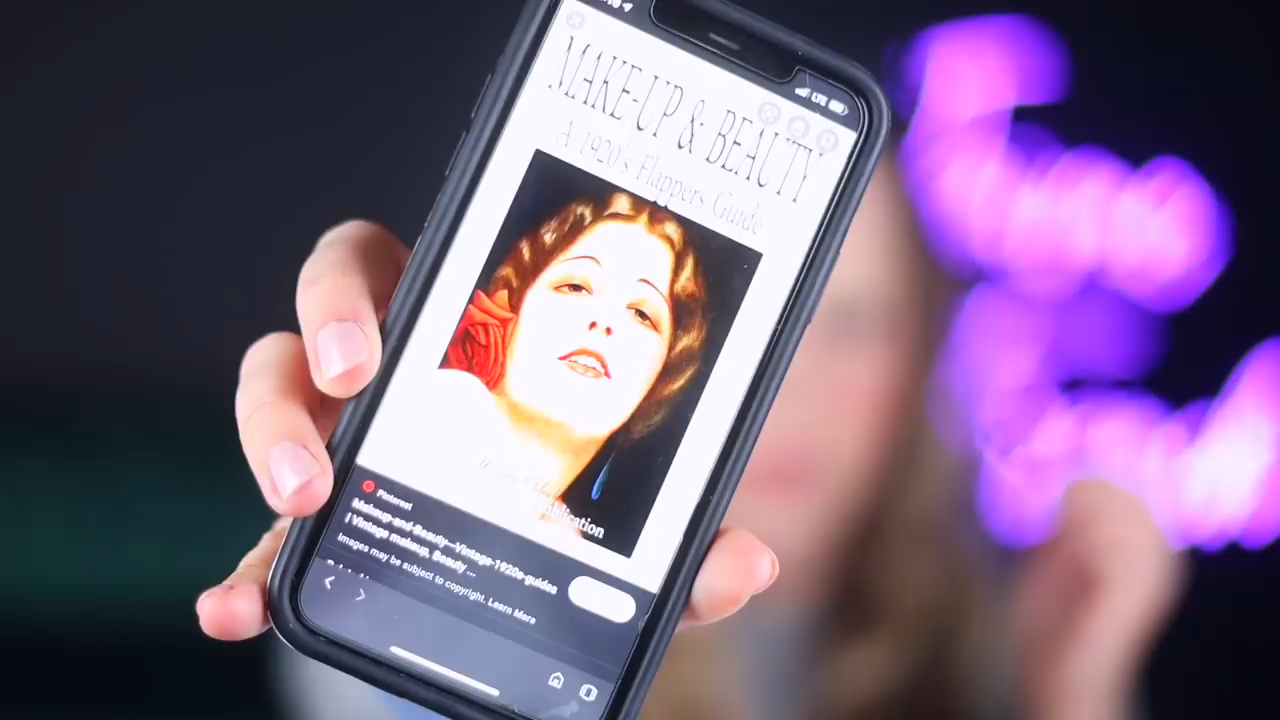 LTE
MAKE-UP & BEAUTY
A 1920's Flappers Guide
Publication
Pinterest
Makeup-and-Beauty—Vintage-1920s-guides
| Vintage makeup, Beauty ...
Images may be subject to copyright. Learn More